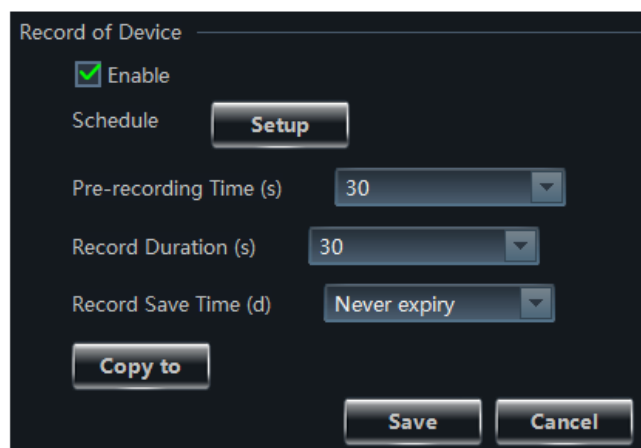 Record of Device
Enable
Schedule Setup
Pre-recording Time (s) 30
Record Duration (s) 30
Record Save Time (d) Never expiry
Copy to
Save Cancel